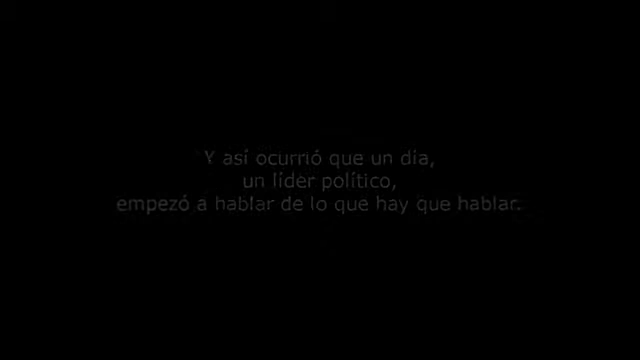 Y así ocurrió que un día,
un líder político,
empezó a hablar de lo que hay que hablar.